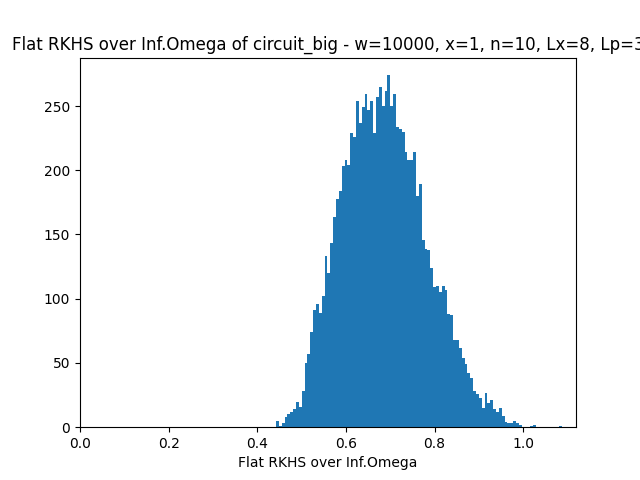 Flat RKHS over Inf.Omega of circuit_big - w=10000, x=1, n=10, Lx=8, Lp=3
250
200
150
100
50
0
0.0 0.2 0.4 0.6 0.8 1.0
Flat RKHS over Inf.Omega